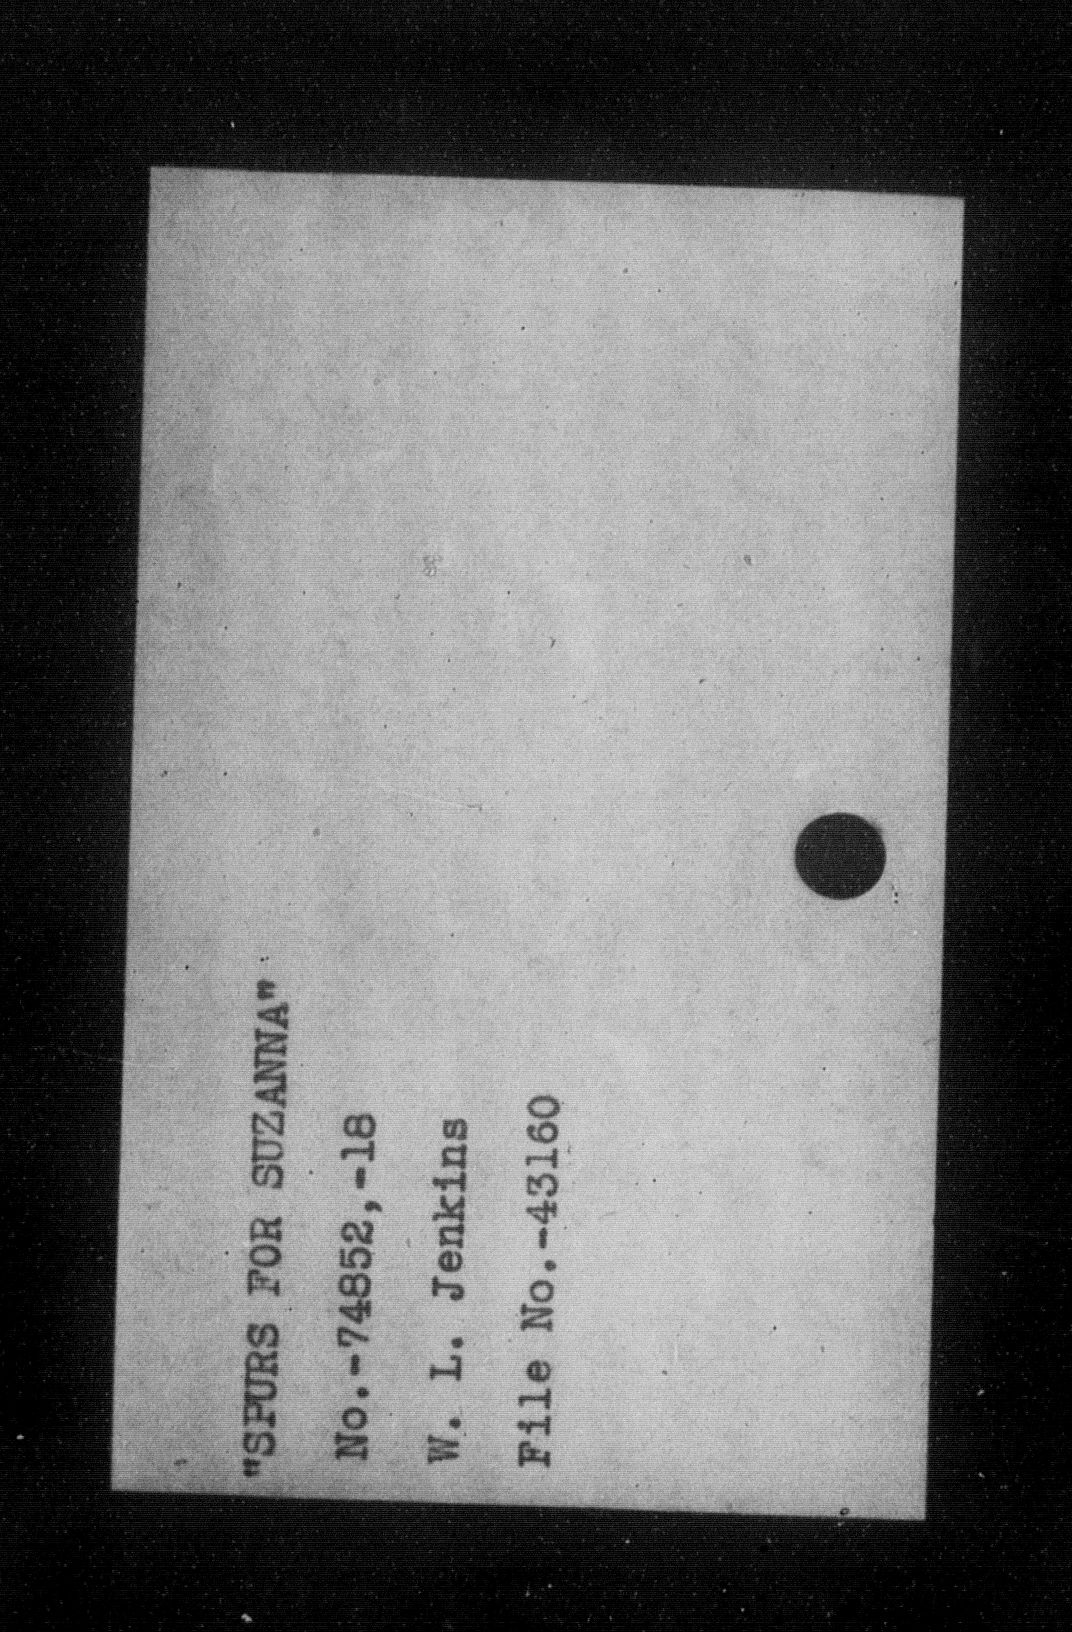 "SPURS FOR SUZANNA"
No.-74852,-18
W. L. Jenkins
File No.-43160